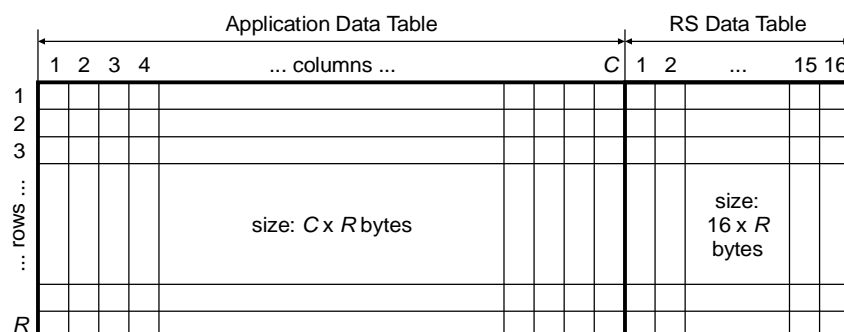 Application Data Table RS Data Table
1 2 3 4 ... columns ... C 1 2 ... 15 16
1
2
3
... rows ...
size: C x R bytes
size:
16 x R
bytes
R